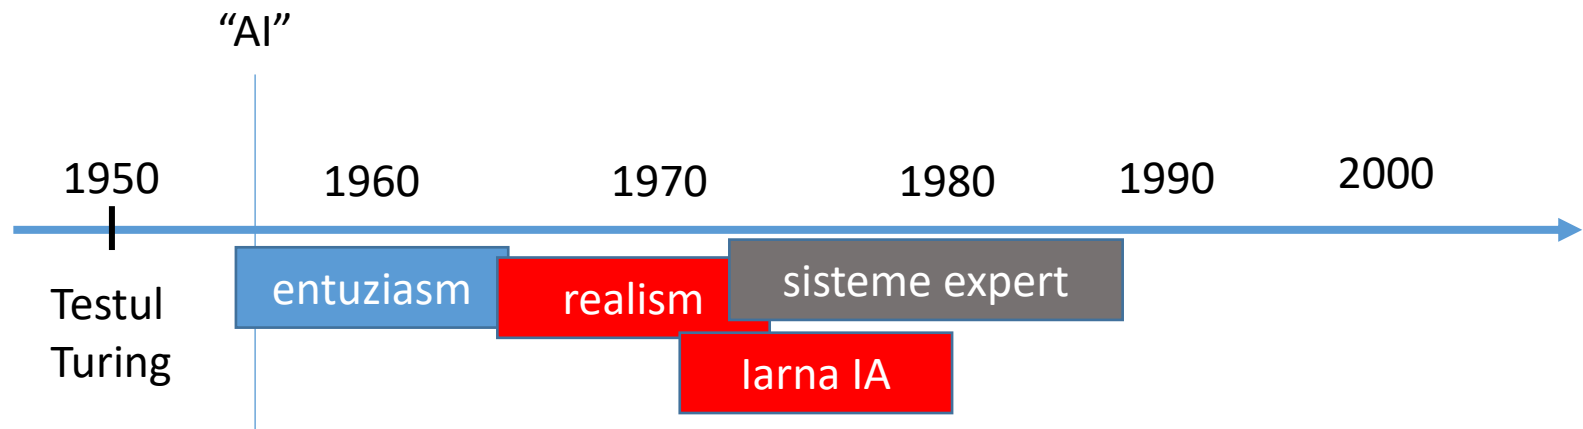 “AI”
1950
1960
1970
1980
1990
2000
Testul
Turing
entuziasm
realism
sisteme expert
Iarna IA